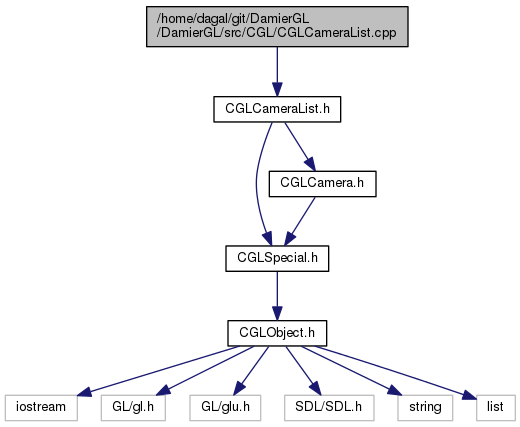 /home/dagal/git/DamierGL
/DamierGL/src/CGL/CGLCameraList.cpp
CGLCameraList.h
CGLCamera.h
CGLSpecial.h
CGLObject.h
iostream
GL/gl.h
GL/glu.h
SDL/SDL.h
string
list